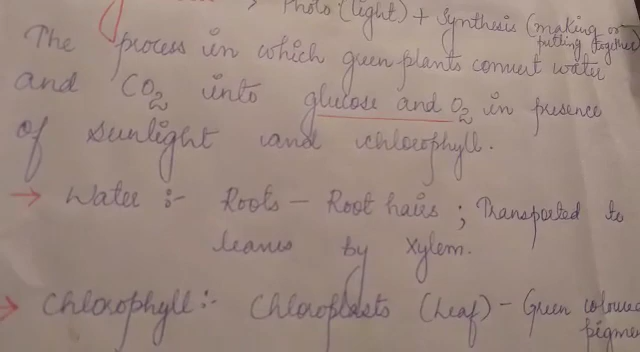 > Photo (light) + Synthesis (making or putting together)
The process in which green plants convert water
and CO2 into glucose and O2 in presence
of sunlight and chlorophyll.
→ Water :- Roots – Root hairs ; Transported to
leaves by xylem.
→ Chlorophyll :- Chloroplasts (Leaf) – Green coloured
pigme